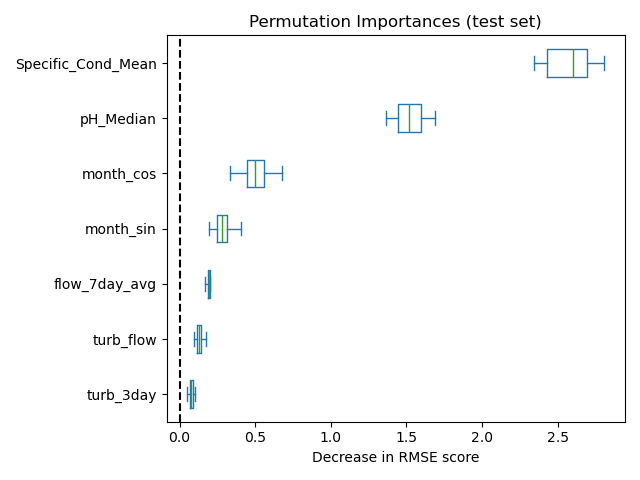 Permutation Importances (test set)
Specific_Cond_Mean
pH_Median
month_cos
month_sin
flow_7day_avg
turb_flow
turb_3day
0.0 0.5 1.0 1.5 2.0 2.5
Decrease in RMSE score